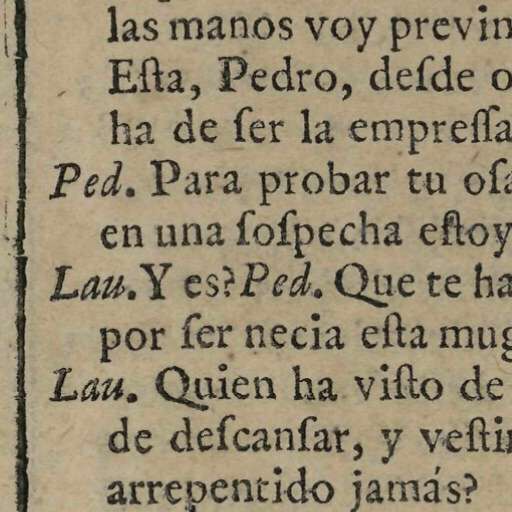 las manos voy previn
Eſta, Pedro, deſde o
ha de ſer la empreſſa
Ped. Para probar tu oſa
en una ſoſpecha eſtoy
Lau. Y es? Ped. Que te ha
por ſer necia eſta mug
Lau. Quien ha viſto de
de deſcanſar, y veſtir
arrepentido jamás?